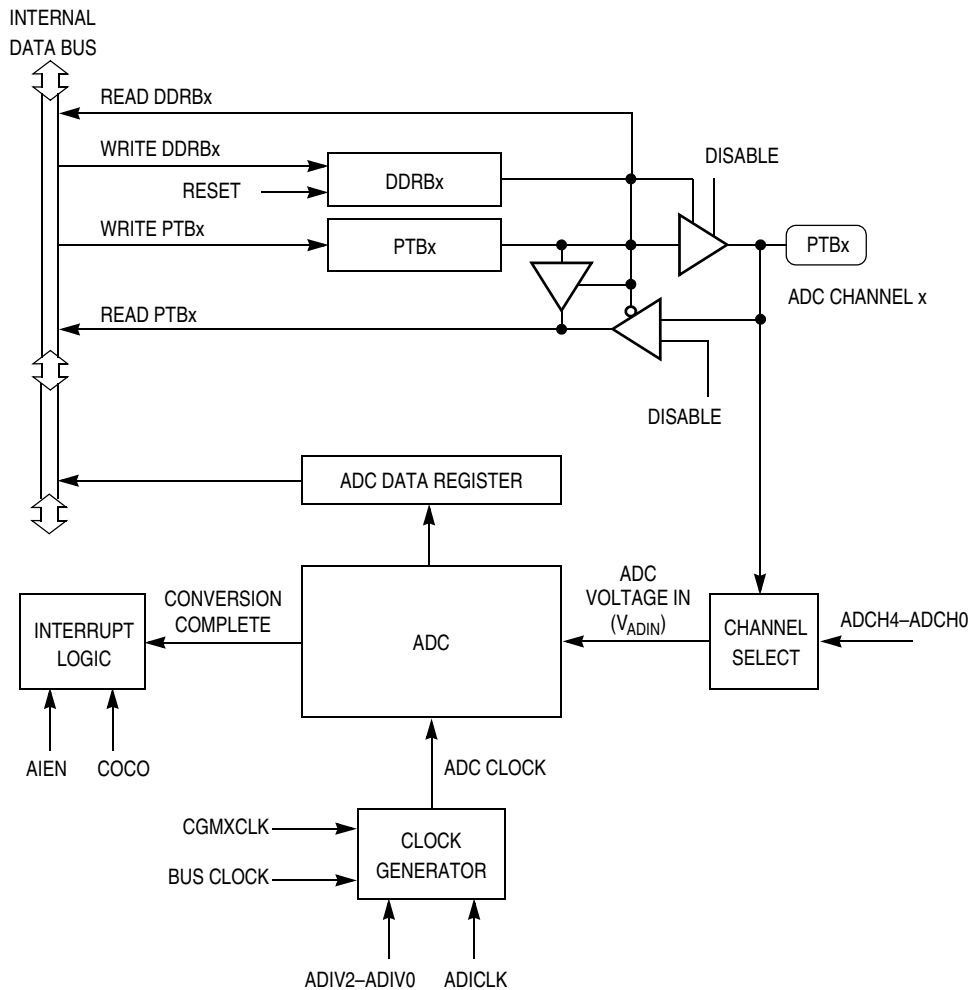 INTERNAL
DATA BUS
READ DDRBx
WRITE DDRBx
DISABLE
DDRBx
RESET
WRITE PTBx
PTBx
PTBx
ADC CHANNEL x
READ PTBx
DISABLE
ADC DATA REGISTER
CONVERSION
COMPLETE
INTERRUPT
LOGIC
ADC
ADC
VOLTAGE IN
(VADIN)
CHANNEL
SELECT
ADCH4–ADCH0
AIEN
COCO
ADC CLOCK
CGMXCLK
CLOCK
GENERATOR
BUS CLOCK
ADIV2–ADIV0
ADICLK